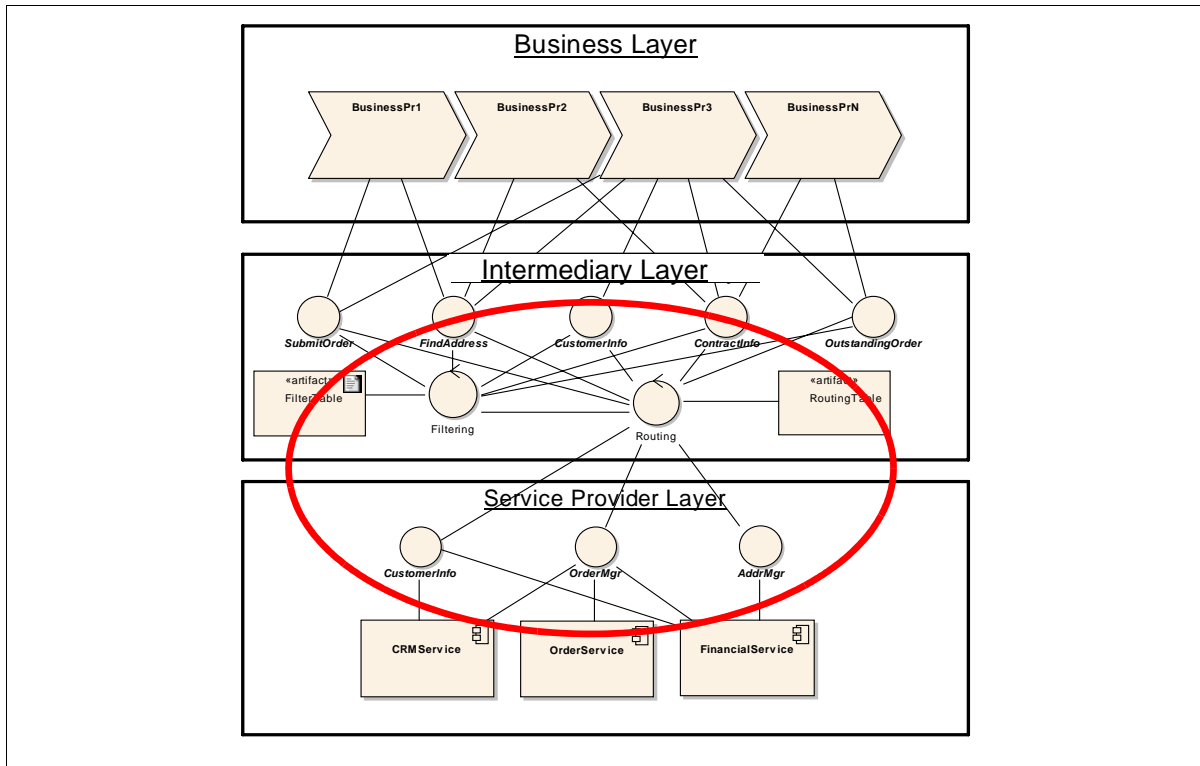 Business Layer
BusinessPr1
BusinessPr2
BusinessPr3
BusinessPrN
Intermediary Layer
SubmitOrder
FindAddress
CustomerInfo
ContractInfo
OutstandingOrder
«artifact»
FilterTable
Filtering
Routing
«artifact»
RoutingTable
Service Provider Layer
CustomerInfo
OrderMgr
AddrMgr
CRMService
OrderService
FinancialService